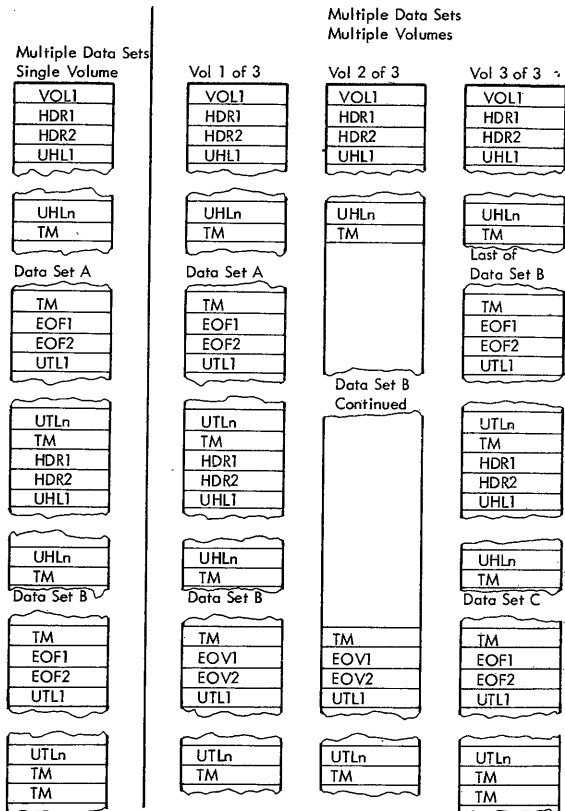 Multiple Data Sets
Single Volume
VOL1
HDR1
HDR2
UHL1
UHLn
TM
Data Set A
TM
EOF1
EOF2
UTL1
UTLn
TM
HDR1
HDR2
UHL1
UHLn
TM
Data Set B
TM
EOF1
EOF2
UTL1
UTLn
TM
TM
Multiple Data Sets
Multiple Volumes
Vol 1 of 3
VOL1
HDR1
HDR2
UHL1
UHLn
TM
Data Set A
TM
EOF1
EOF2
UTL1
UTLn
TM
HDR1
HDR2
UHL1
UHLn
TM
Data Set B
TM
EOV1
EOV2
UTL1
UTLn
TM
Vol 2 of 3
VOL1
HDR1
HDR2
UHL1
UHLn
TM
Data Set B
Continued
TM
EOV1
EOV2
UTL1
UTLn
TM
Vol 3 of 3
VOL1
HDR1
HDR2
UHL1
UHLn
TM
Last of
Data Set B
TM
EOF1
EOF2
UTL1
UTLn
TM
HDR1
HDR2
UHL1
UHLn
TM
Data Set C
TM
EOF1
EOF2
UTL1
UTLn
TM
TM